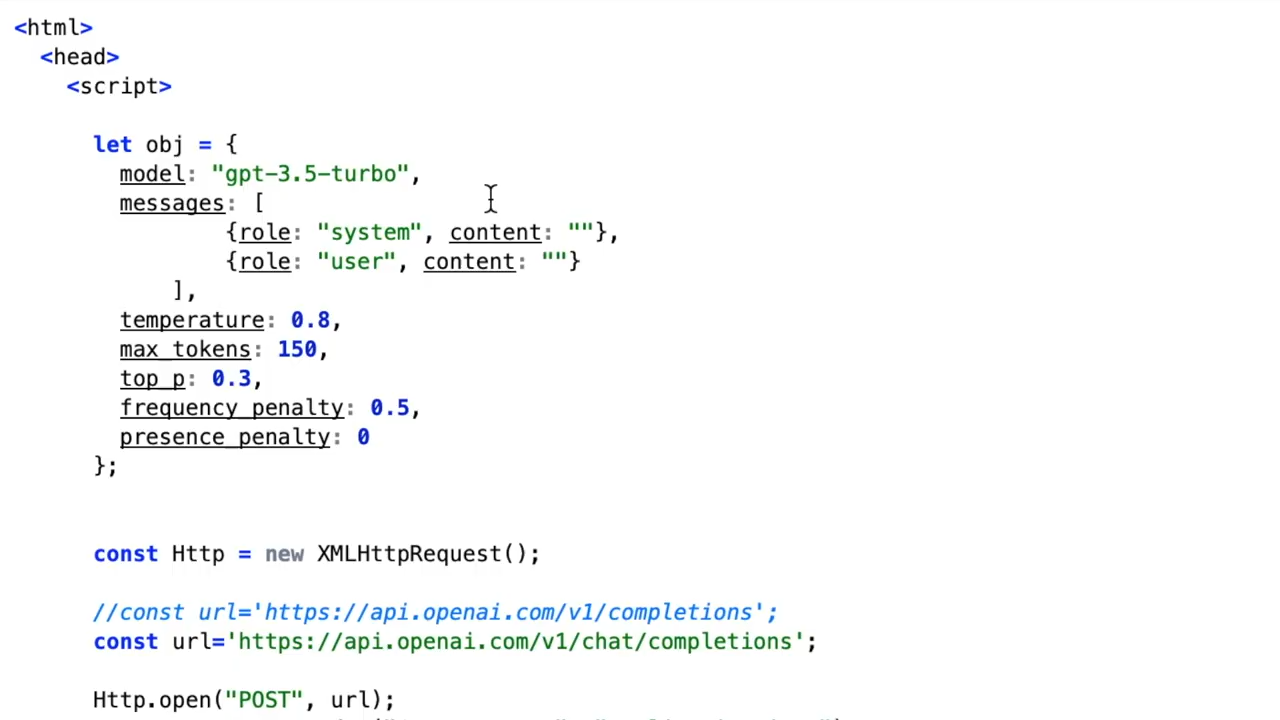 <html>
<head>
<script>
let obj = {
model: "gpt-3.5-turbo",
messages: [
{role: "system", content: ""},
{role: "user", content: ""}
],
temperature: 0.8,
max_tokens: 150,
top_p: 0.3,
frequency_penalty: 0.5,
presence_penalty: 0
};
const Http = new XMLHttpRequest();
//const url='https://api.openai.com/v1/completions';
const url='https://api.openai.com/v1/chat/completions';
Http.open("POST", url);